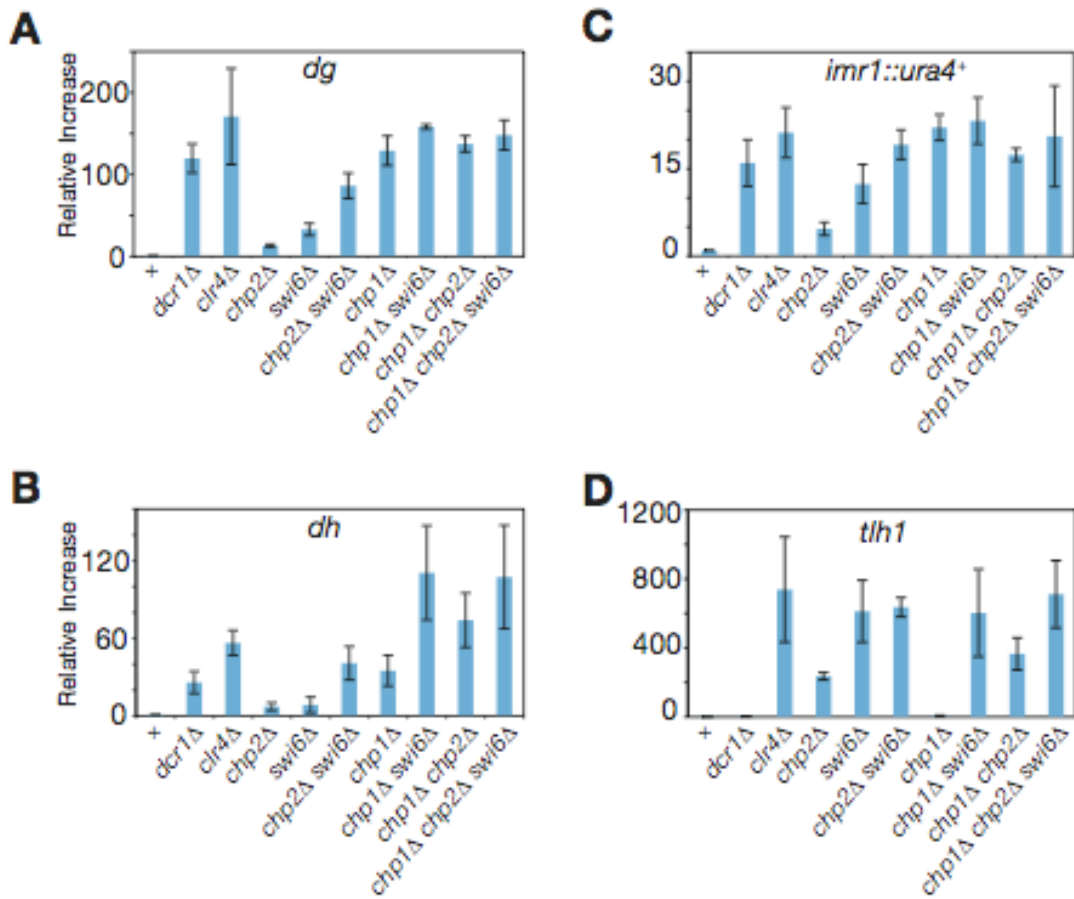 A
dg
Relative Increase
200
100
0
+
dcr1Δ
clr4Δ
chp2Δ
swi6Δ
chp2Δ swi6Δ
chp1Δ
chp1Δ swi6Δ
chp1Δ chp2Δ
chp1Δ chp2Δ swi6Δ
C
imr1::ura4+
30
15
0
+
dcr1Δ
clr4Δ
chp2Δ
swi6Δ
chp2Δ swi6Δ
chp1Δ
chp1Δ swi6Δ
chp1Δ chp2Δ
chp1Δ chp2Δ swi6Δ
B
dh
Relative Increase
120
60
0
+
dcr1Δ
clr4Δ
chp2Δ
swi6Δ
chp2Δ swi6Δ
chp1Δ
chp1Δ swi6Δ
chp1Δ chp2Δ
chp1Δ chp2Δ swi6Δ
D
tlh1
1200
800
400
0
+
dcr1Δ
clr4Δ
chp2Δ
swi6Δ
chp2Δ swi6Δ
chp1Δ
chp1Δ swi6Δ
chp1Δ chp2Δ
chp1Δ chp2Δ swi6Δ